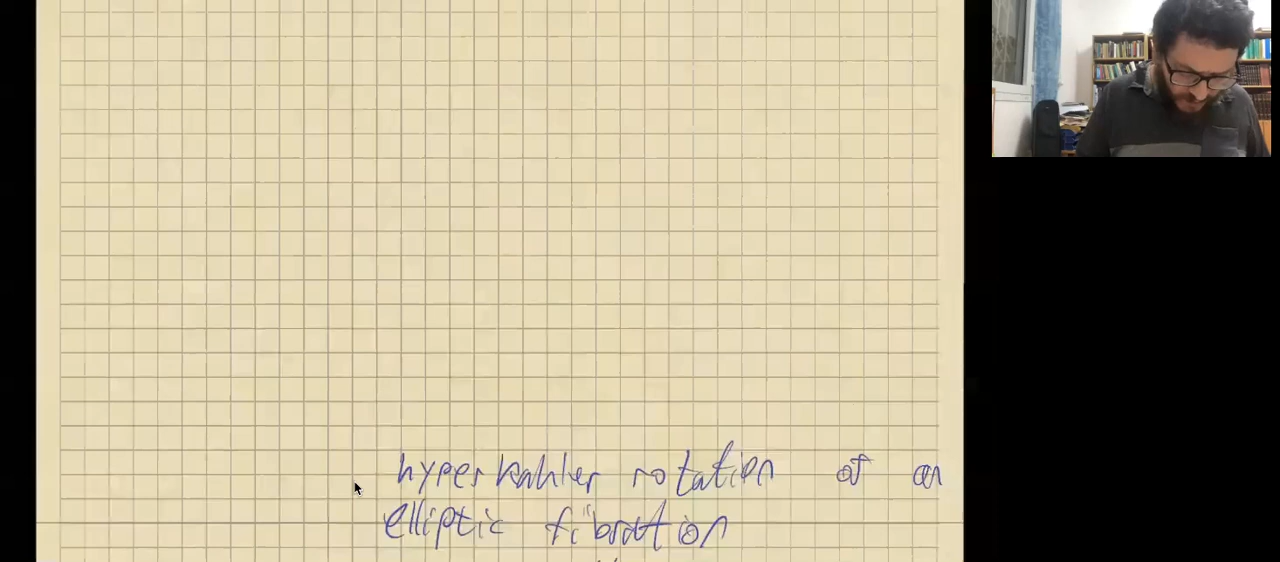 hyperkahler rotation of an
elliptic fibration